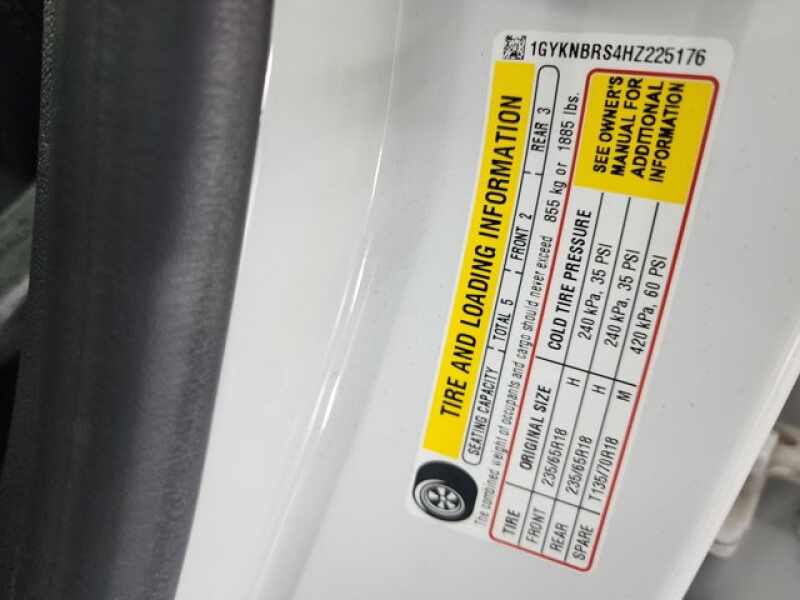 1GYKNBRS4HZ225176
TIRE AND LOADING INFORMATION
SEATING CAPACITY TOTAL 5 FRONT 2 REAR 3
The combined weight of occupants and cargo should never exceed 855 kg or 1885 lbs.
TIRE ORIGINAL SIZE COLD TIRE PRESSURE
FRONT 235/65R18 H 240 kPa, 35 PSI
REAR 235/65R18 H 240 kPa, 35 PSI
SPARE T135/70R18 M 420 kPa, 60 PSI
SEE OWNER'S
MANUAL FOR
ADDITIONAL
INFORMATION